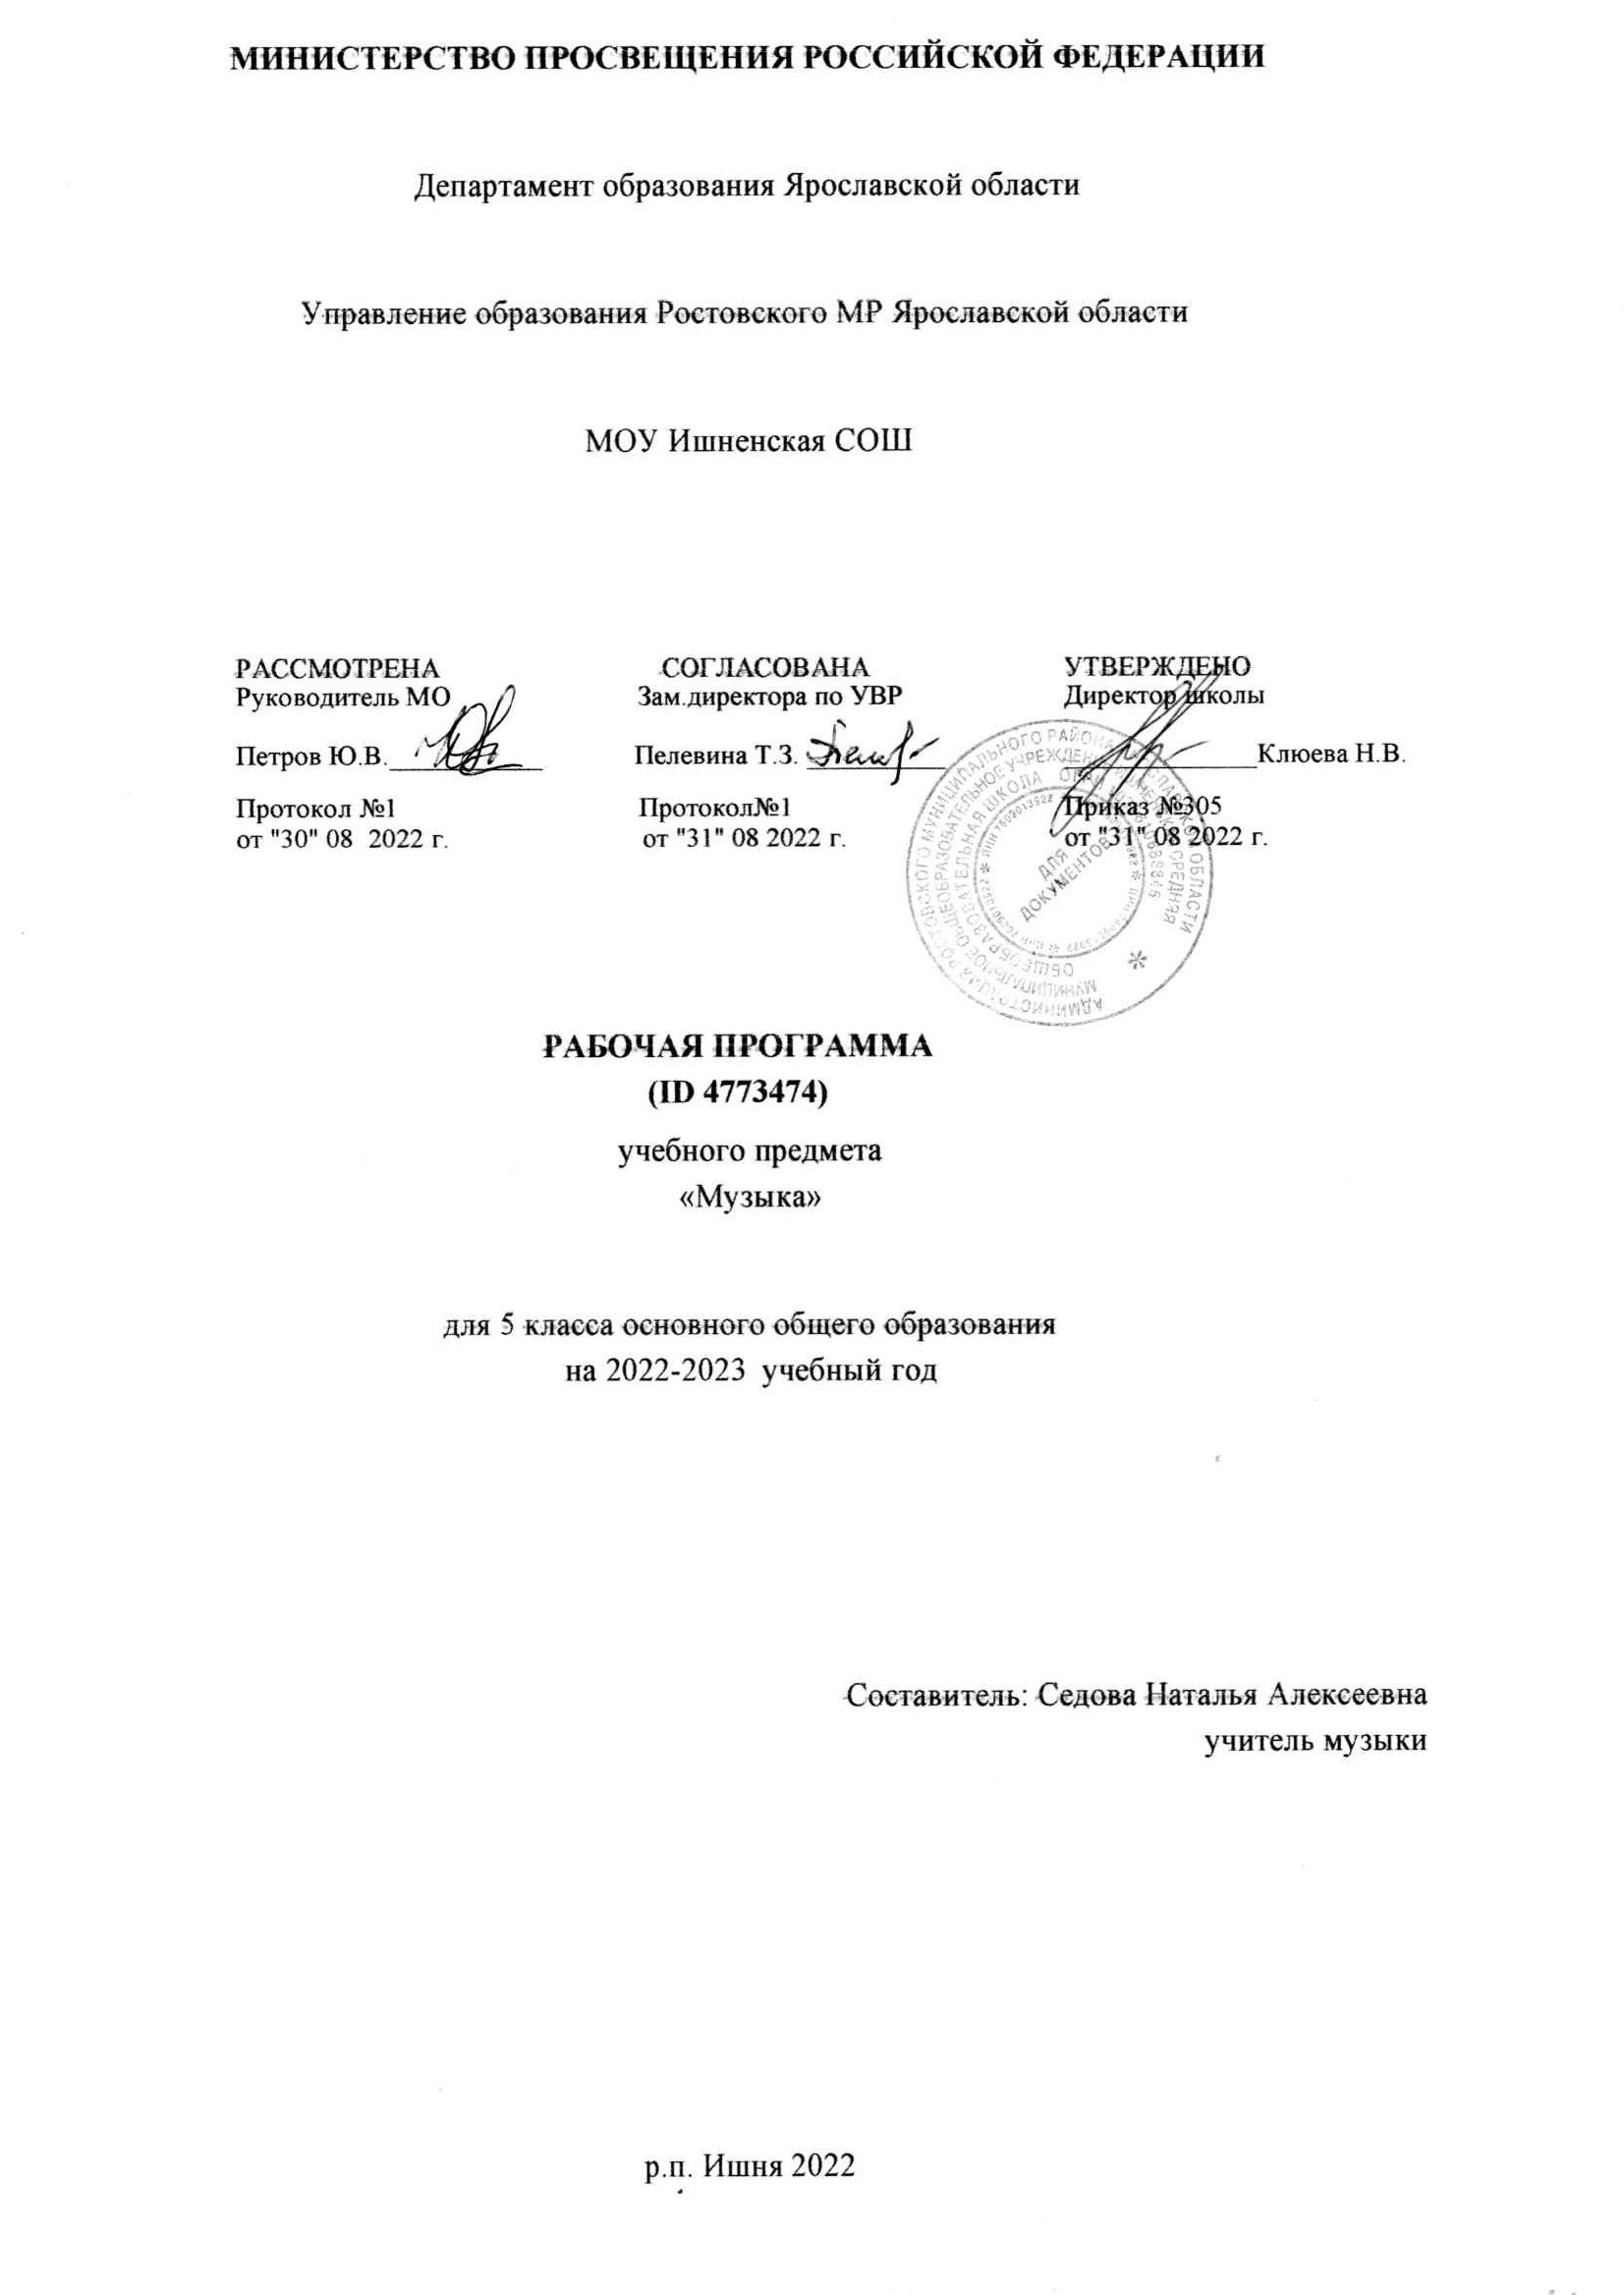 МИНИСТЕРСТВО ПРОСВЕЩЕНИЯ РОССИЙСКОЙ ФЕДЕРАЦИИ
Департамент образования Ярославской области
Управление образования Ростовского МР Ярославской области
МОУ Ишненская СОШ
РАССМОТРЕНА
Руководитель МО
Петров Ю.В.
Протокол №1
от "30" 08 2022 г.
СОГЛАСОВАНА
Зам.директора по УВР
Пелевина Т.З.
Протокол№1
от "31" 08 2022 г.
УТВЕРЖДЕНО
Директор школы
Клюева Н.В.
Приказ №305
от "31" 08 2022 г.
ДЛЯ
ДОКУМЕНТОВ
РАБОЧАЯ ПРОГРАММА
(ID 4773474)
учебного предмета
«Музыка»
для 5 класса основного общего образования
на 2022-2023 учебный год
Составитель: Седова Наталья Алексеевна
учитель музыки
р.п. Ишня 2022